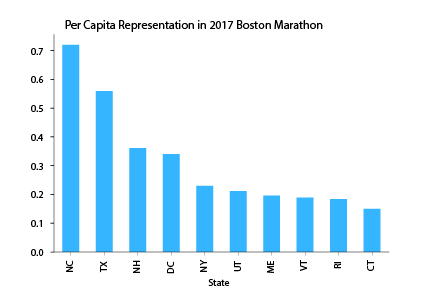 Per Capita Representation in 2017 Boston Marathon
0.7
0.6
0.5
0.4
0.3
0.2
0.1
0.0
NC TX NH DC NY UT ME VT RI CT
State